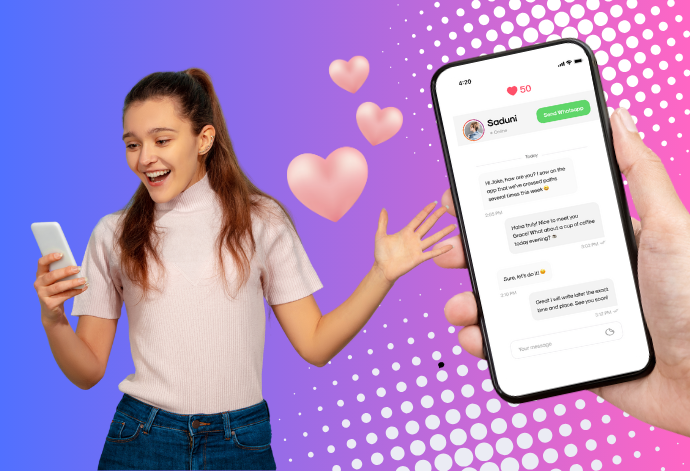 4:20
50
Saduni
Online
Send Whatsapp
Today
Hi Jake, how are you? I saw on the
app that we've crossed paths
several times this week 😄
2:55 PM
Haha truly! Nice to meet you
Grace! What about a cup of coffee
today evening? ☕
3:02 PM
Sure, let's do it! 😊
3:10 PM
Great I will write later the exact
time and place. See you soon!
3:12 PM
Your message